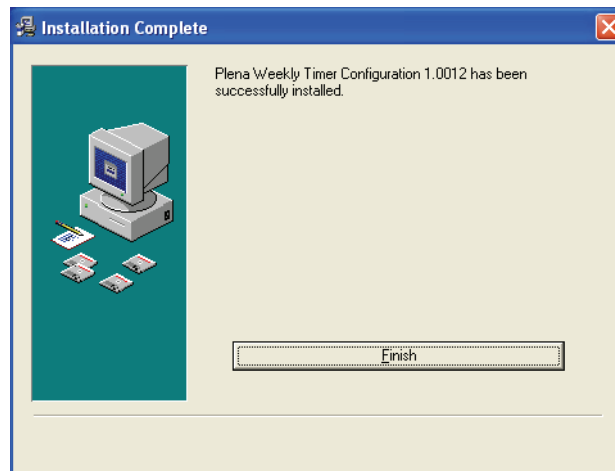 Installation Complete
Plena Weekly Timer Configuration 1.0012 has been
successfully installed.
Finish